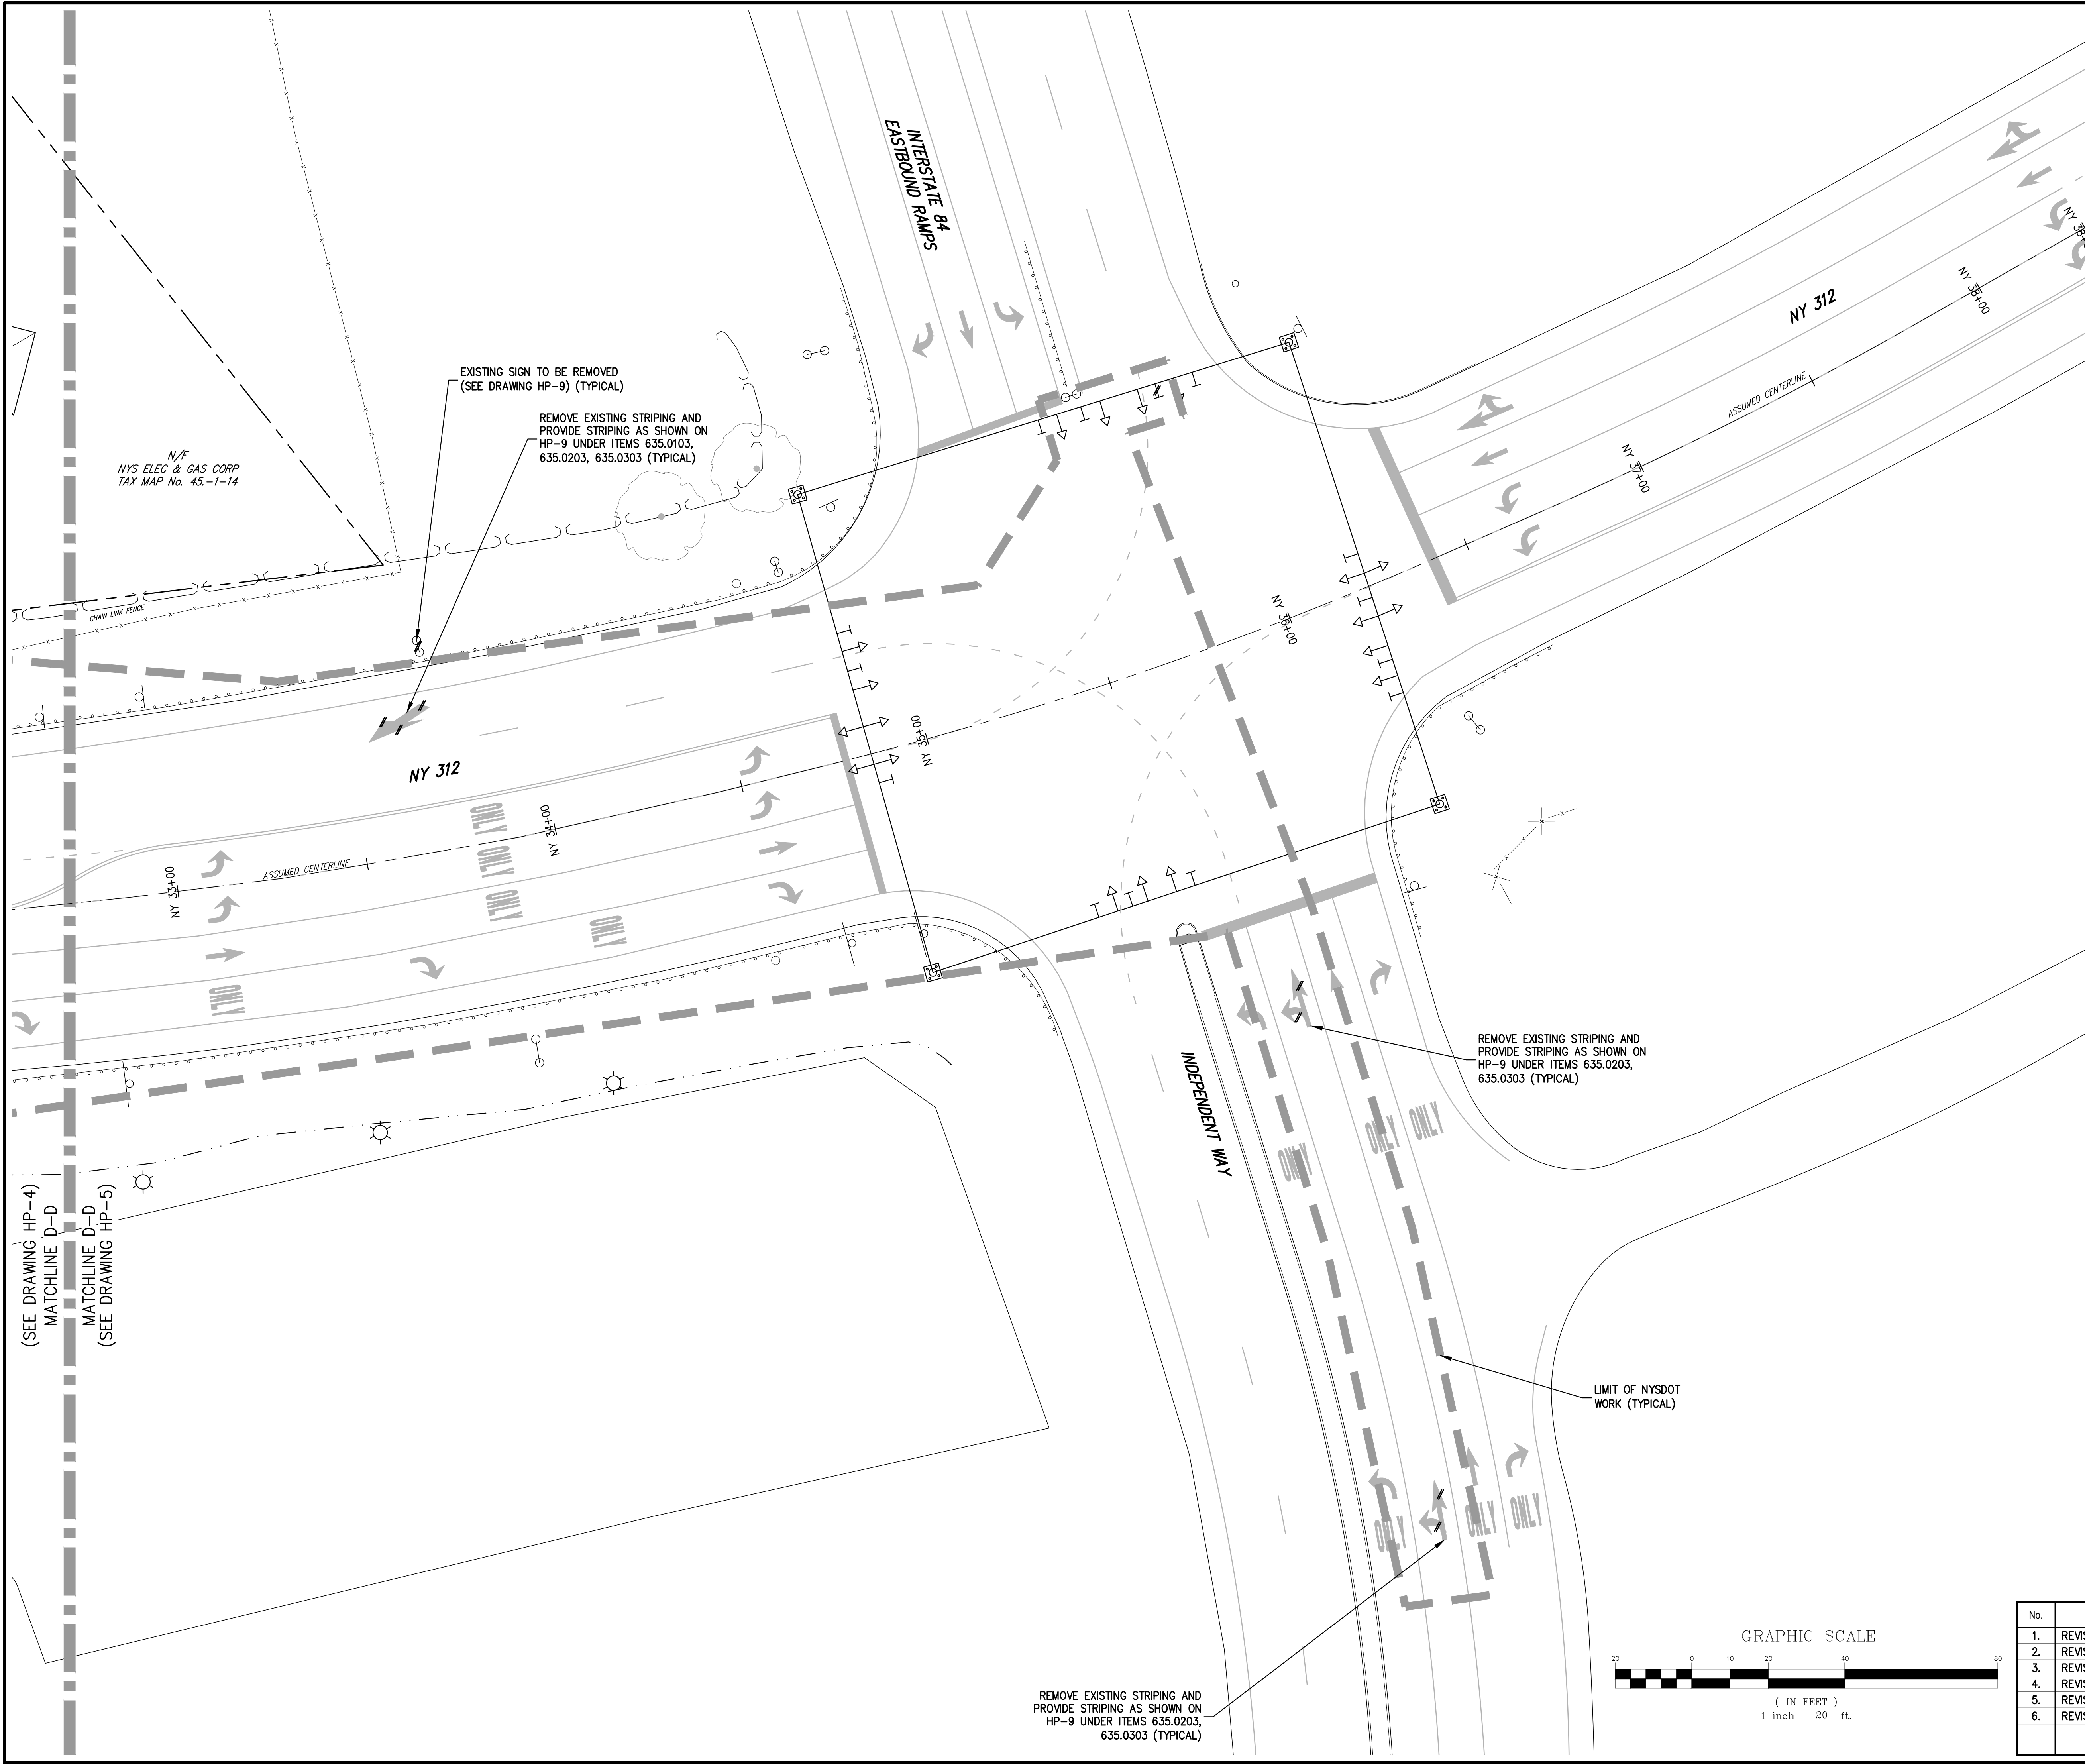 INTERSTATE 84
EASTBOUND RAMPS
EXISTING SIGN TO BE REMOVED
(SEE DRAWING HP-9) (TYPICAL)
REMOVE EXISTING STRIPING AND
PROVIDE STRIPING AS SHOWN ON
HP-9 UNDER ITEMS 635.0103,
635.0203, 635.0303 (TYPICAL)
N/F
NYS ELEC & GAS CORP
TAX MAP No. 45.-1-14
CHAIN LINK FENCE
NY 312
ASSUMED CENTERLINE
NY 38+00
NY 37+00
NY 36+00
NY 35+00
NY 312
NY 34+00
NY 33+00
ASSUMED CENTERLINE
ONLY
ONLY
ONLY
ONLY
ONLY
INDEPENDENT WAY
REMOVE EXISTING STRIPING AND
PROVIDE STRIPING AS SHOWN ON
HP-9 UNDER ITEMS 635.0203,
635.0303 (TYPICAL)
ONLY
ONLY
ONLY
(SEE DRAWING HP-4)
MATCHLINE D-D
MATCHLINE D-D
(SEE DRAWING HP-5)
LIMIT OF NYSDOT
WORK (TYPICAL)
ONLY
ONLY
ONLY
REMOVE EXISTING STRIPING AND
PROVIDE STRIPING AS SHOWN ON
HP-9 UNDER ITEMS 635.0203,
635.0303 (TYPICAL)
GRAPHIC SCALE
20 0 10 20 40 80
( IN FEET )
1 inch = 20 ft.
No.
1. REVIS
2. REVIS
3. REVIS
4. REVIS
5. REVIS
6. REVIS